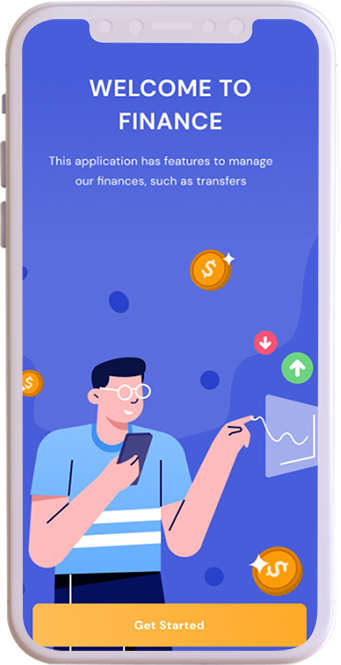 WELCOME TO
FINANCE
This application has features to manage
our finances, such as transfers
$
$
$
Get Started